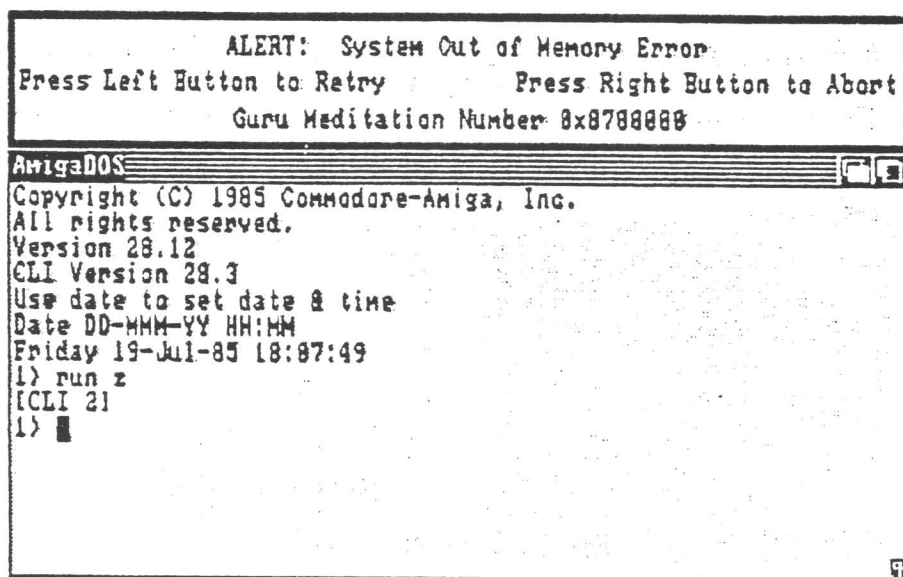 ALERT: System Out of Memory Error
Press Left Button to Retry Press Right Button to Abort
Guru Meditation Number
AmigaDOS
Copyright (C) 1985 Commodore-Amiga, Inc.
All rights reserved.
Version 28.12
CLI Version 28.3
Use date to set date & time
Date DD-MMM-YY HH:MM
Friday 19-Jul-85 18:07:49
1> run z
[CLI 2]
1>